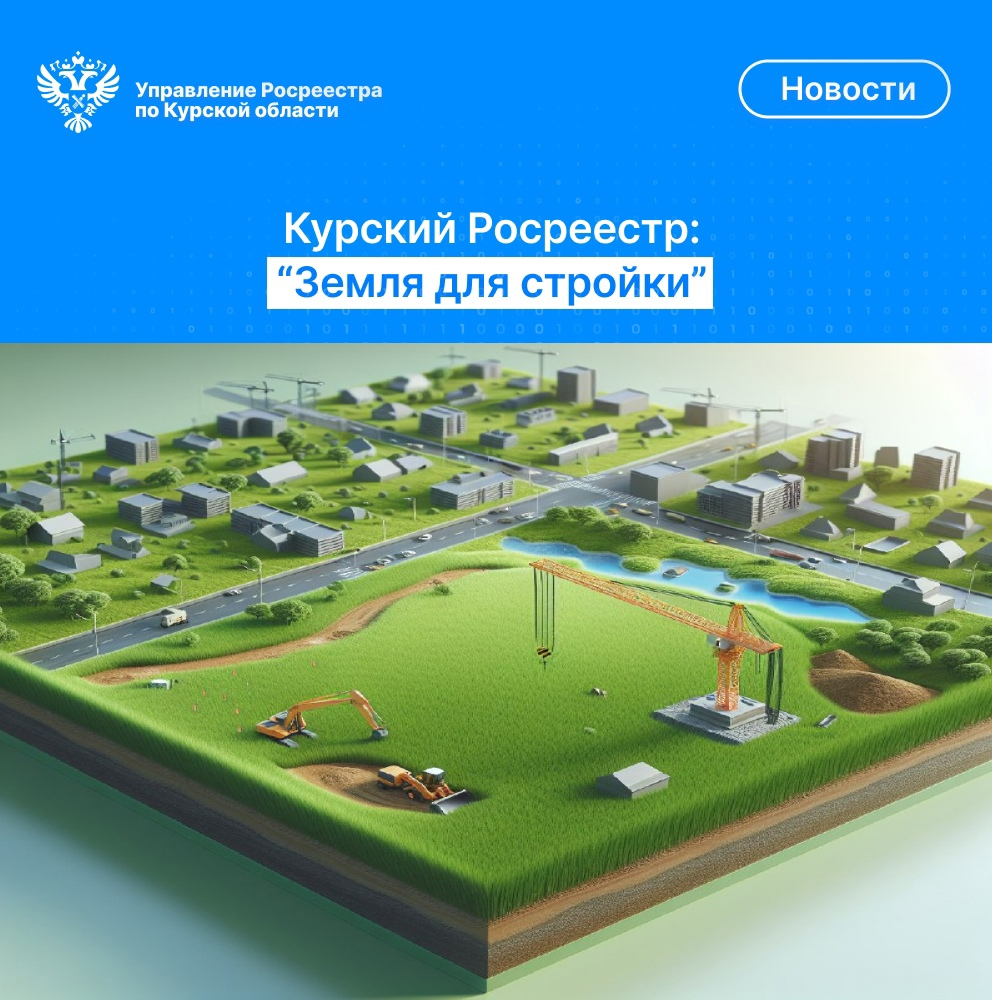 Управление Росреестра
по Курской области
Новости
Курский Росреестр:
“Земля для стройки”